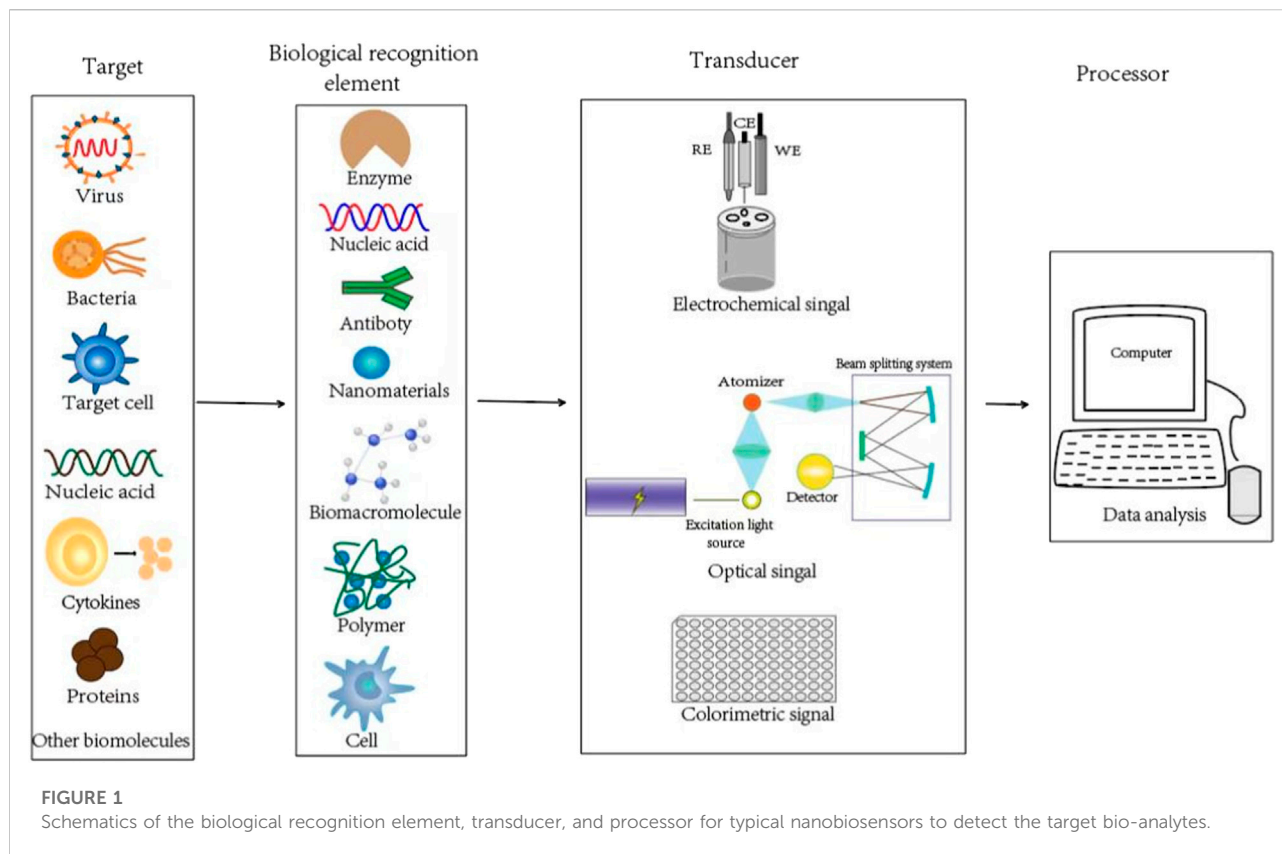 Target
Biological recognition
element
Transducer
Processor
Virus
Bacteria
Target cell
Nucleic acid
Cytokines
Proteins
Other biomolecules
Enzyme
Nucleic acid
Antiboty
Nanomaterials
Biomacromolecule
Polymer
Cell
CE
RE
WE
Electrochemical singal
Beam splitting system
Atomizer
Detector
Excitation light
source
Optical singal
Colorimetric signal
Computer
Data analysis
FIGURE 1
Schematics of the biological recognition element, transducer, and processor for typical nanobiosensors to detect the target bio-analytes.